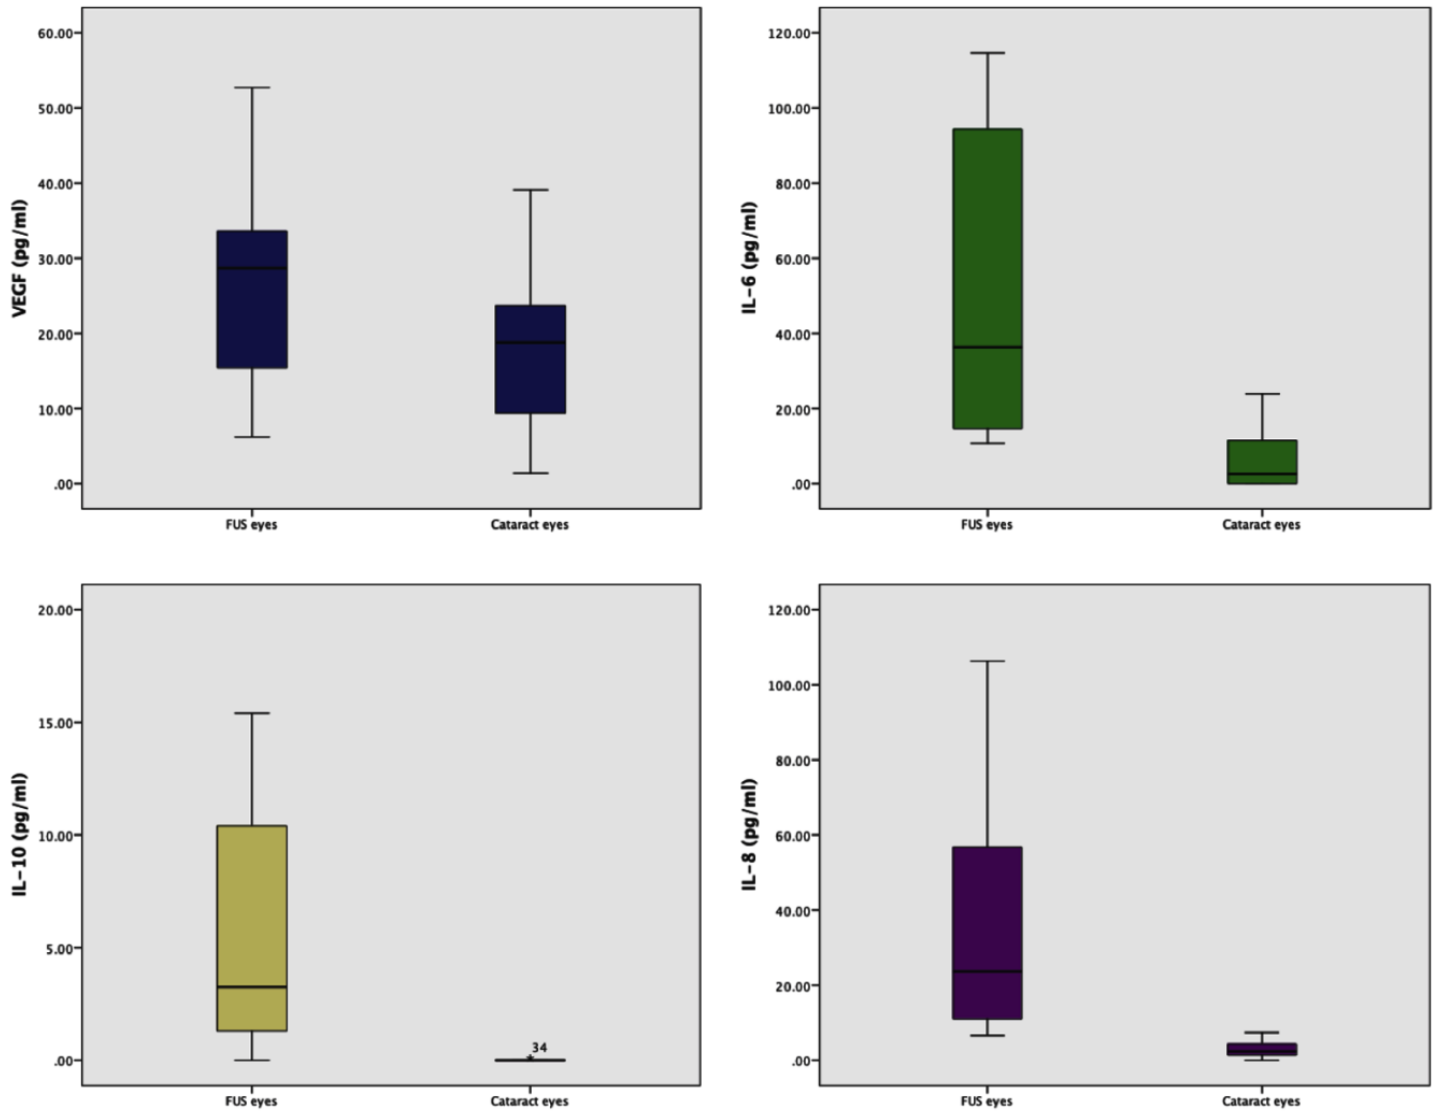 VEGF (pg/ml)
60.00
50.00
40.00
30.00
20.00
10.00
.00
FUS eyes
Cataract eyes
IL-6 (pg/ml)
120.00
100.00
80.00
60.00
40.00
20.00
.00
FUS eyes
Cataract eyes
IL-10 (pg/ml)
20.00
15.00
10.00
5.00
.00
34
*
FUS eyes
Cataract eyes
IL-8 (pg/ml)
120.00
100.00
80.00
60.00
40.00
20.00
.00
FUS eyes
Cataract eyes